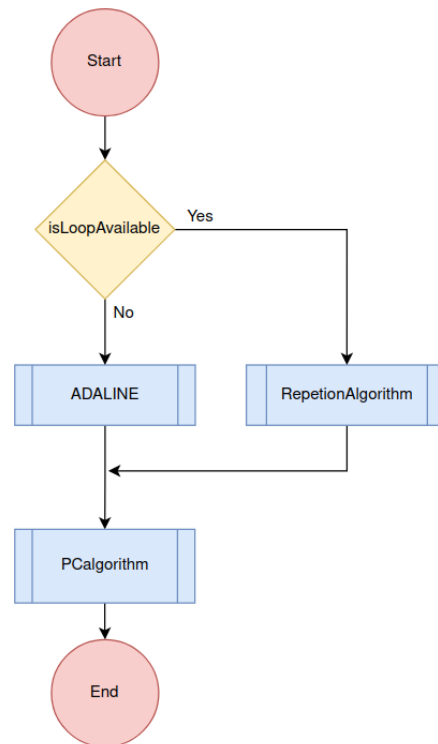 Start
isLoopAvailable
Yes
No
ADALINE
RepetionAlgorithm
PCalgorithm
End